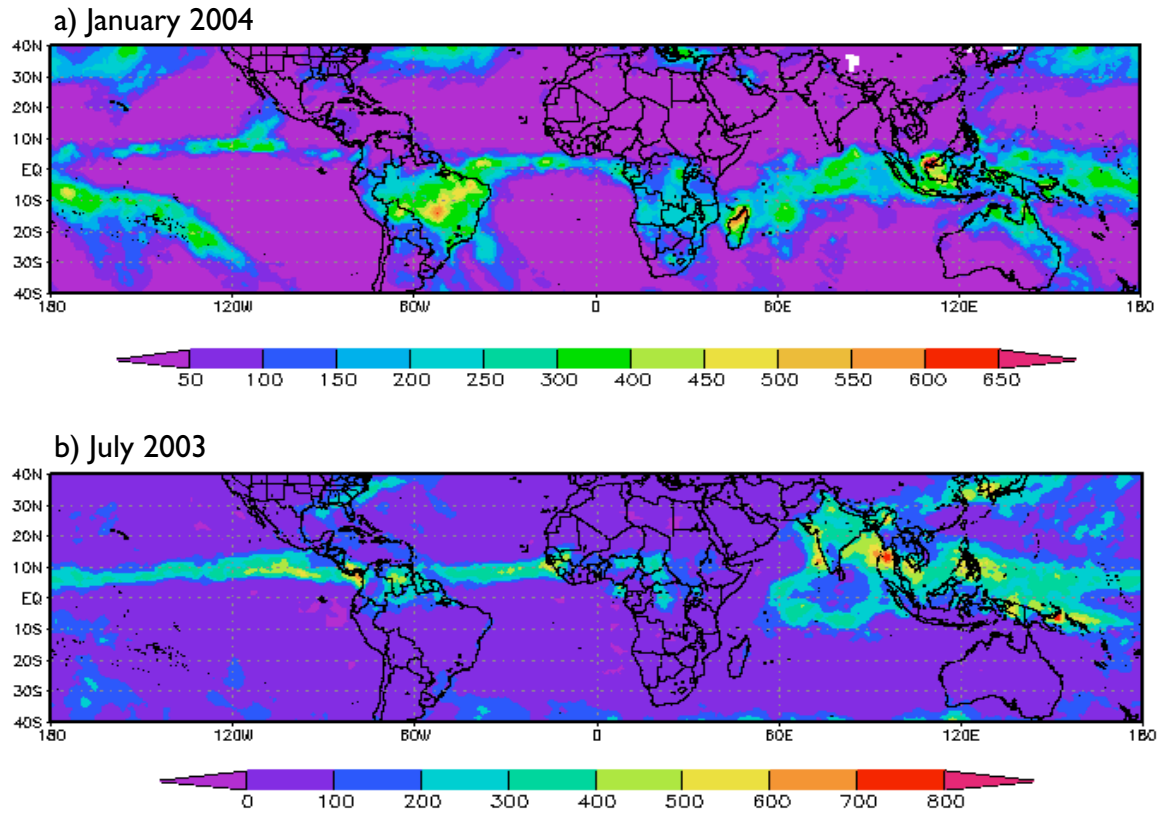 a) January 2004
40N
30N
20N
10N
EQ
10S
20S
30S
40S
180 120W 60W 0 60E 120E 180
50 100 150 200 250 300 400 450 500 550 600 650
b) July 2003
40N
30N
20N
10N
EQ
10S
20S
30S
40S
180 120W 60W 0 60E 120E 180
0 100 200 300 400 500 600 700 800